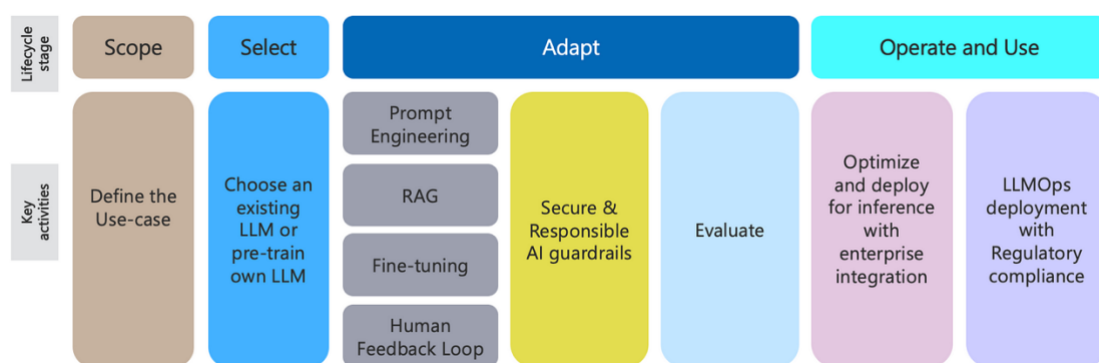 Lifecycle
stage
Scope
Select
Adapt
Operate and Use
Key
activities
Define the
Use-case
Choose an
existing
LLM or
pre-train
own LLM
Prompt
Engineering
RAG
Fine-tuning
Human
Feedback Loop
Secure &
Responsible
AI guardrails
Evaluate
Optimize
and deploy
for inference
with
enterprise
integration
LLMOps
deployment
with
Regulatory
compliance